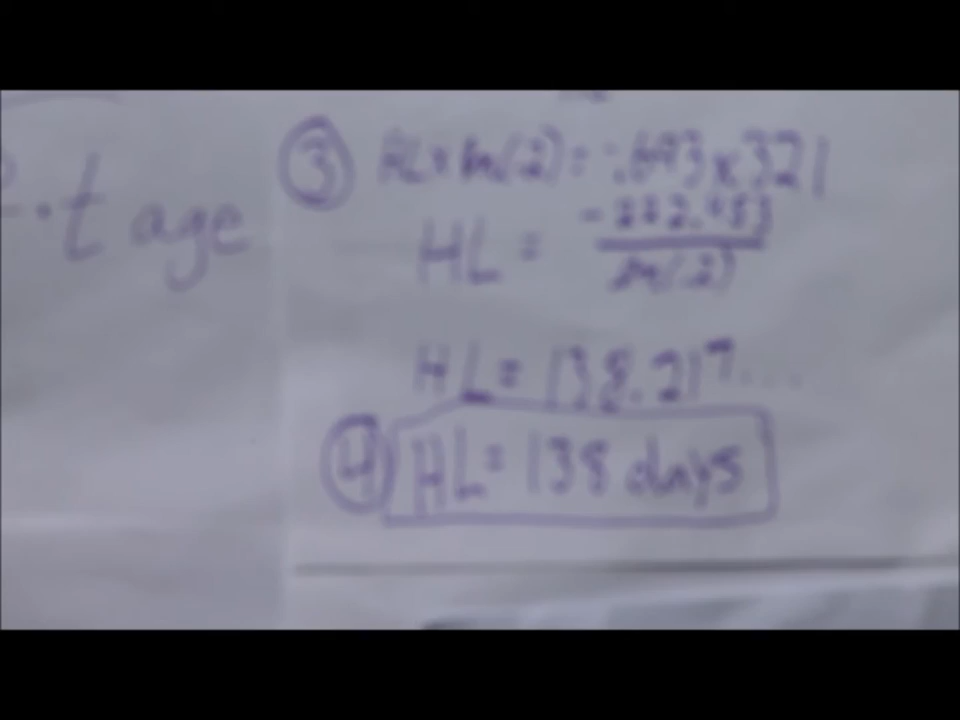 ③ HL × ln(.2) = -.693 × 321
HL = -222.453
ln(.2)
HL = 138.217....
④ HL = 138 days
• t age